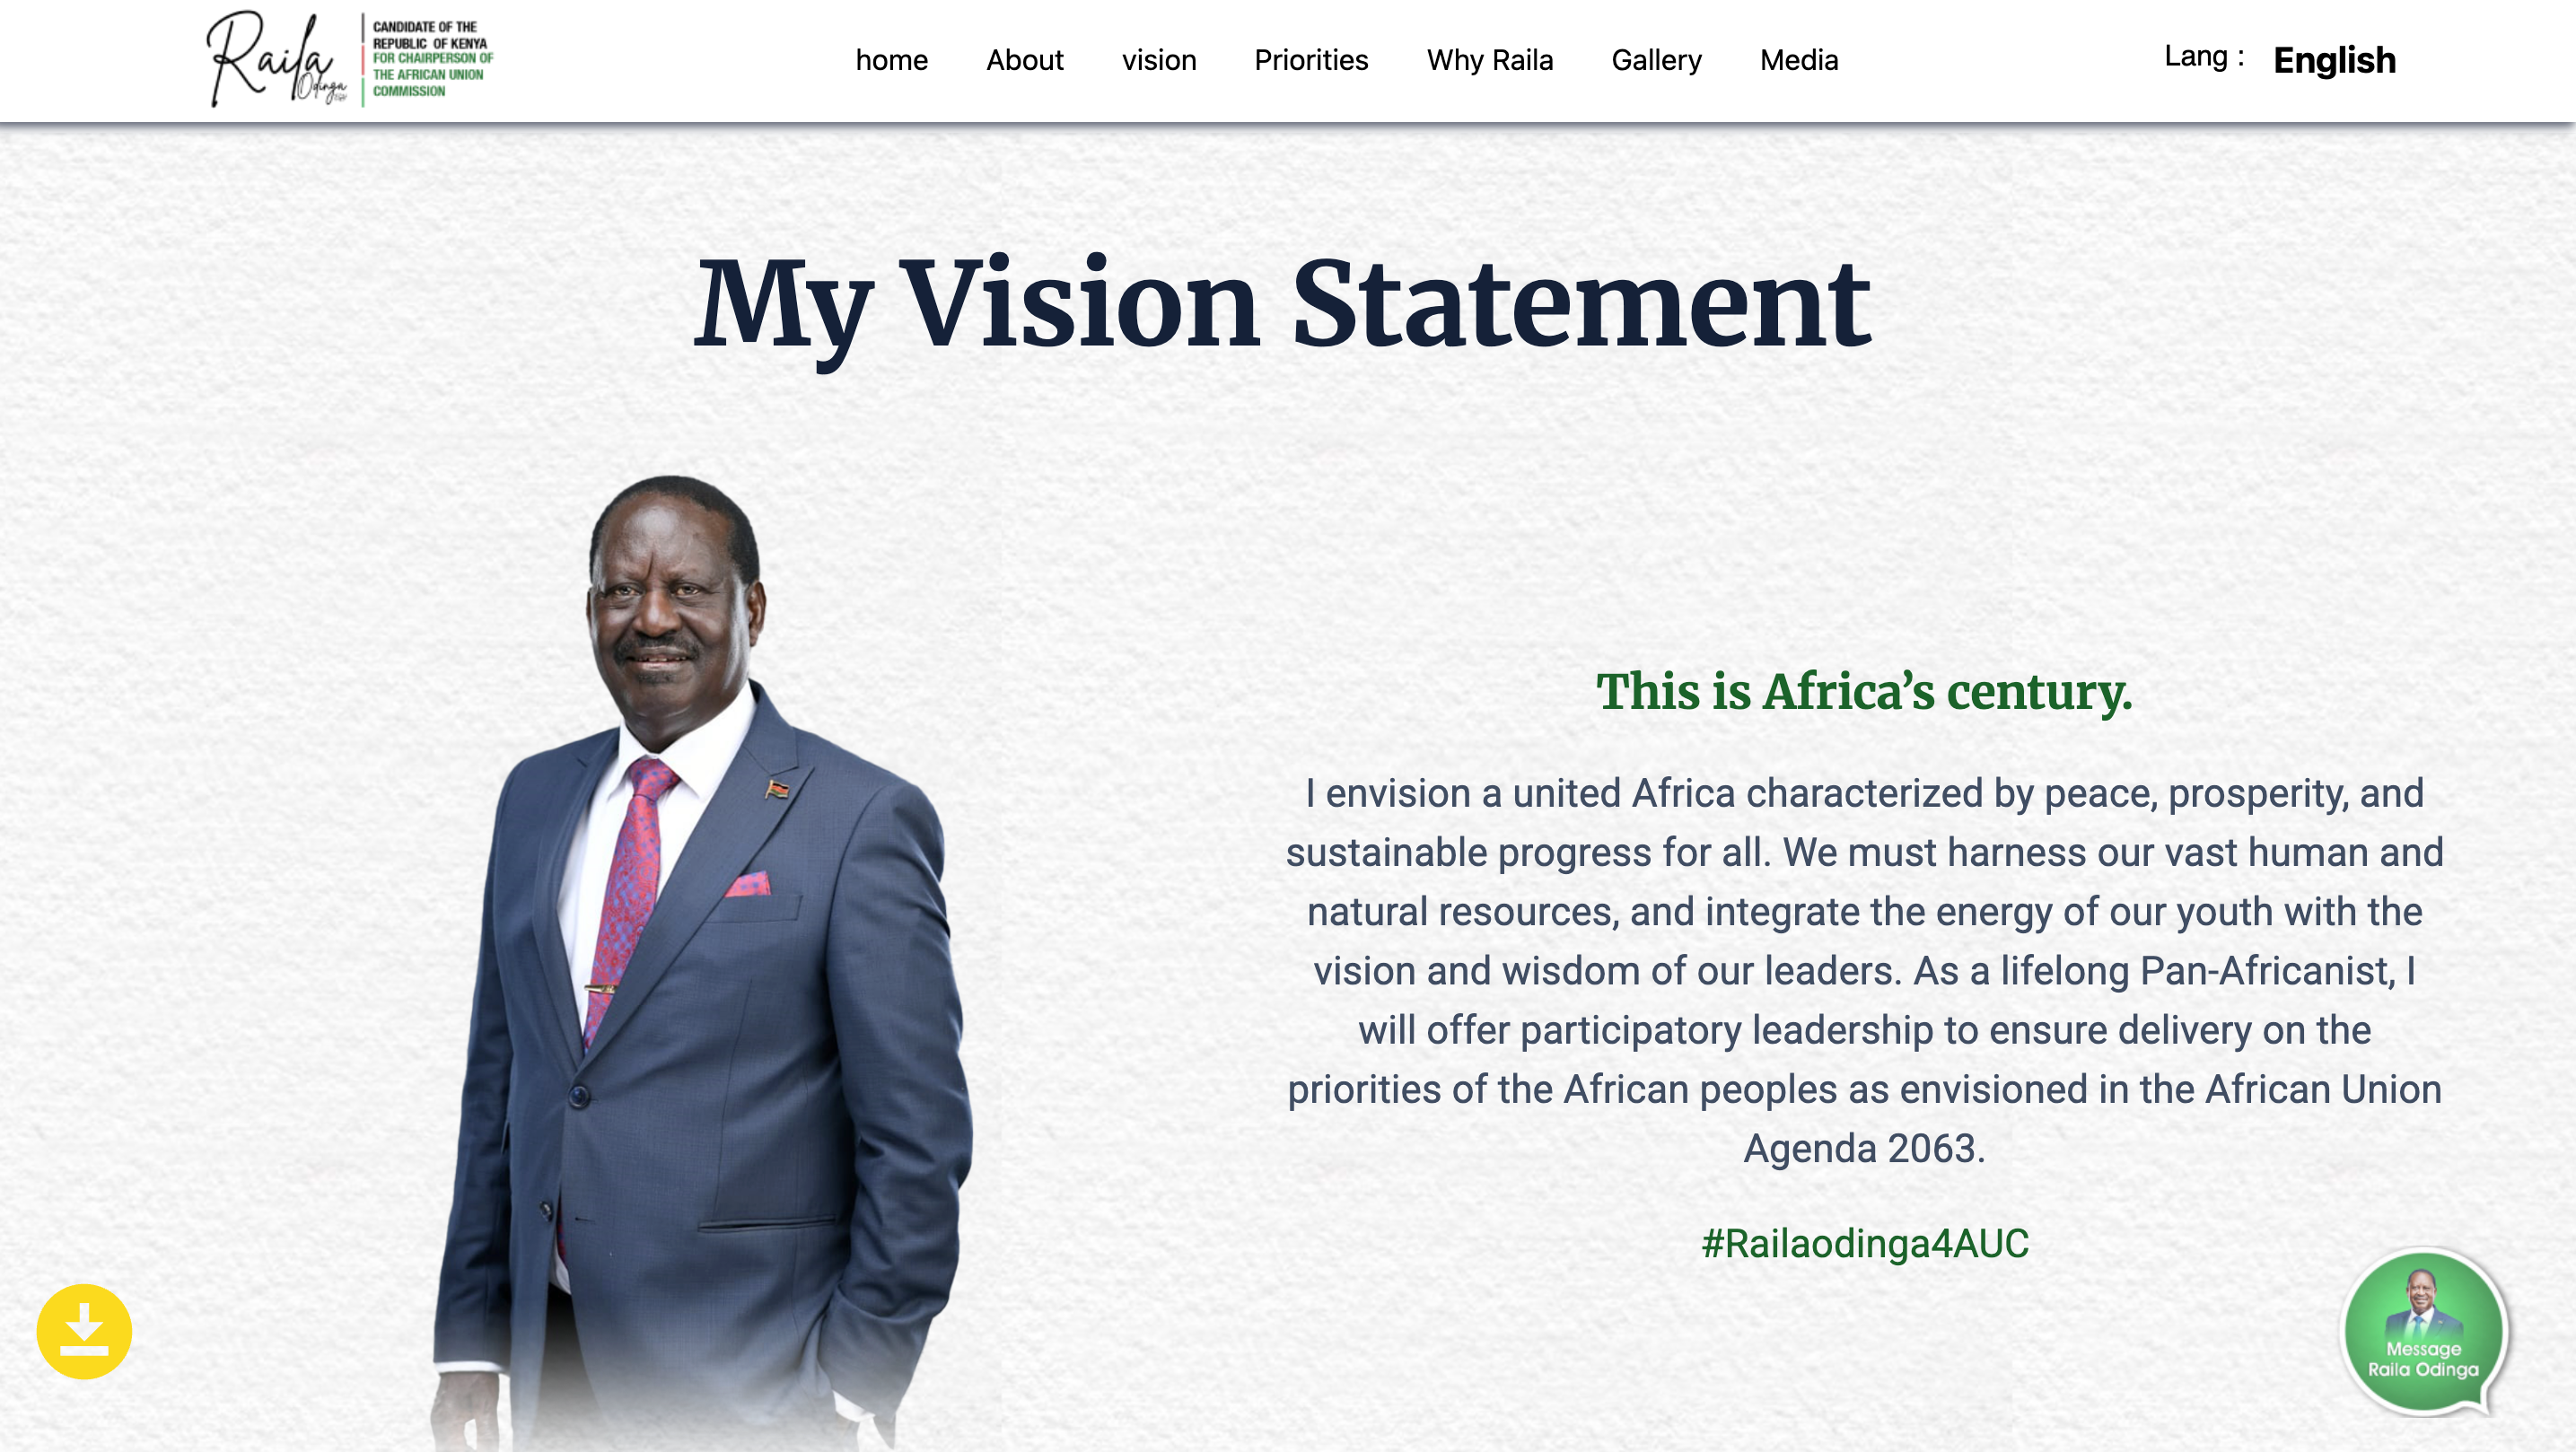 Raila
Odinga
CANDIDATE OF THE
REPUBLIC OF KENYA
FOR CHAIRPERSON OF
THE AFRICAN UNION
COMMISSION
home About vision Priorities Why Raila Gallery Media
Lang : English
My Vision Statement
This is Africa’s century.
I envision a united Africa characterized by peace, prosperity, and
sustainable progress for all. We must harness our vast human and
natural resources, and integrate the energy of our youth with the
vision and wisdom of our leaders. As a lifelong Pan-Africanist, I
will offer participatory leadership to ensure delivery on the
priorities of the African peoples as envisioned in the African Union
Agenda 2063.
#Railaodinga4AUC
Message
Raila Odinga